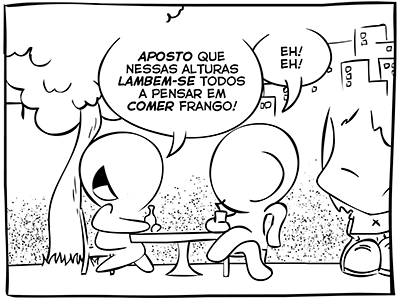 APOSTO QUE
NESSAS ALTURAS
LAMBEM-SE TODOS
A PENSAR EM
COMER FRANGO!
EH!
EH!